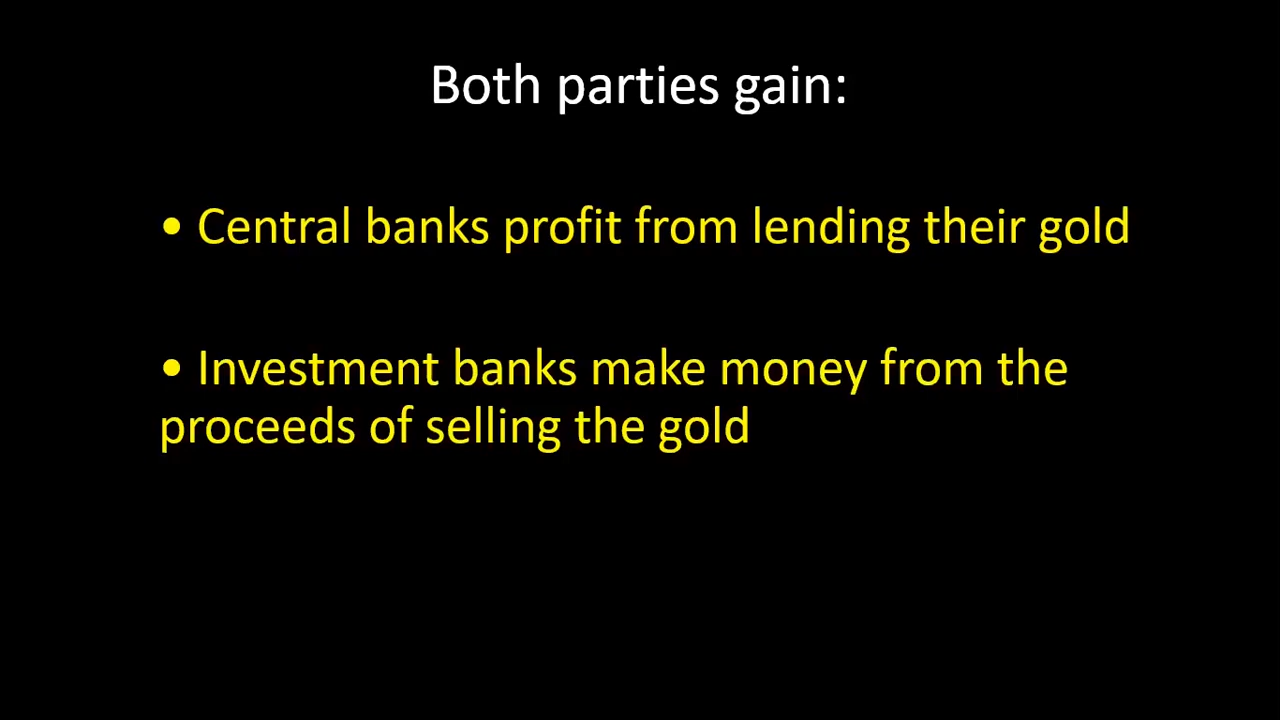 Both parties gain:
• Central banks profit from lending their gold
• Investment banks make money from the
proceeds of selling the gold